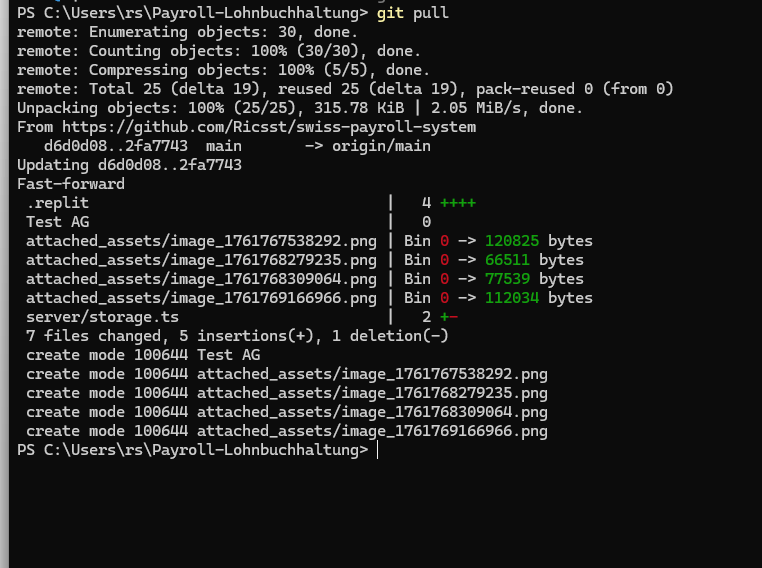 PS C:\Users\rs\Payroll-Lohnbuchhaltung> git pull
remote: Enumerating objects: 30, done.
remote: Counting objects: 100% (30/30), done.
remote: Compressing objects: 100% (5/5), done.
remote: Total 25 (delta 19), reused 25 (delta 19), pack-reused 0 (from 0)
Unpacking objects: 100% (25/25), 315.78 KiB | 2.05 MiB/s, done.
From https://github.com/Ricsst/swiss-payroll-system
   d6d0d08..2fa7743  main       -> origin/main
Updating d6d0d08..2fa7743
Fast-forward
 .replit                                 |   4 ++++
 Test AG                                 |   0
 attached_assets/image_1761767538292.png | Bin 0 -> 120825 bytes
 attached_assets/image_1761768279235.png | Bin 0 -> 66511 bytes
 attached_assets/image_1761768309064.png | Bin 0 -> 77539 bytes
 attached_assets/image_1761769166966.png | Bin 0 -> 112034 bytes
 server/storage.ts                       |   2 +-
 7 files changed, 5 insertions(+), 1 deletion(-)
 create mode 100644 Test AG
 create mode 100644 attached_assets/image_1761767538292.png
 create mode 100644 attached_assets/image_1761768279235.png
 create mode 100644 attached_assets/image_1761768309064.png
 create mode 100644 attached_assets/image_1761769166966.png
PS C:\Users\rs\Payroll-Lohnbuchhaltung>